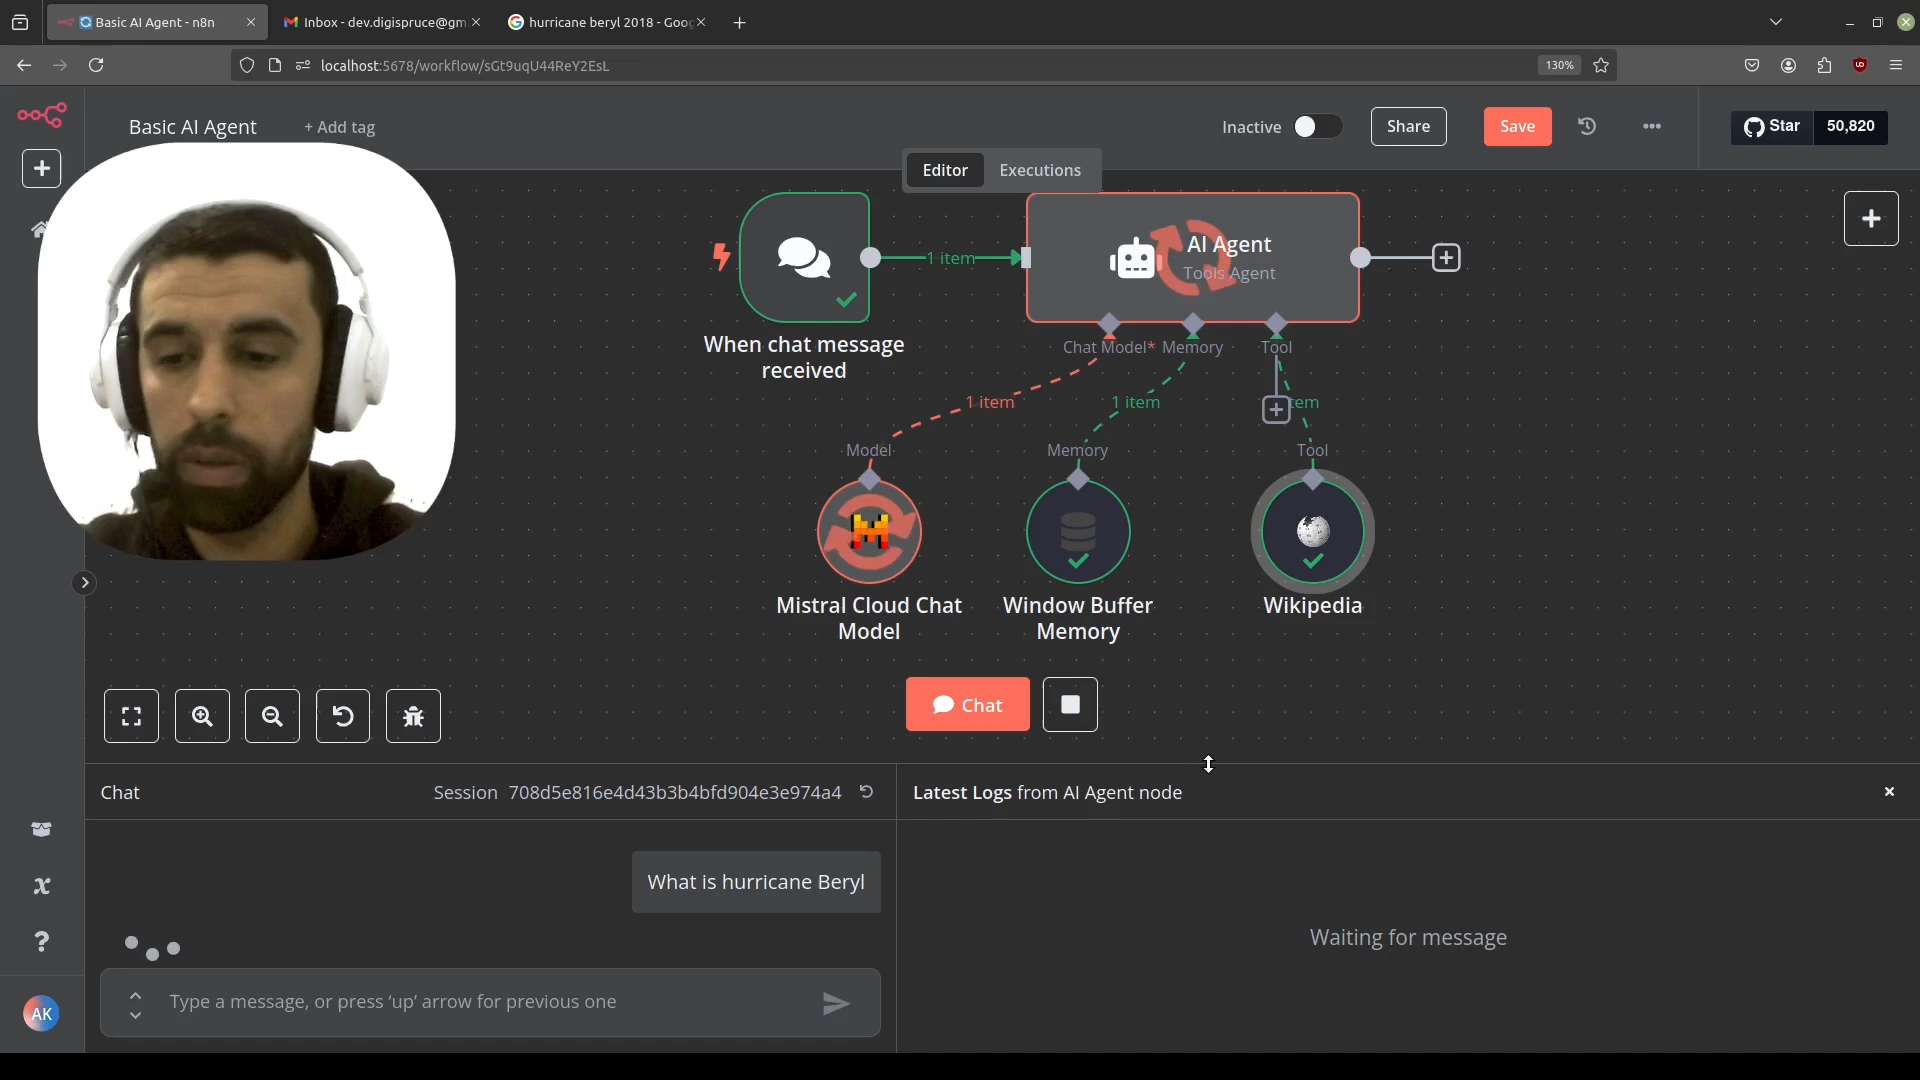 Basic AI Agent - n8n
Inbox - dev.digispruce@gm
hurricane beryl 2018 - Goo
localhost:5678/workflow/sGt9uqU44ReY2EsL
130%
Basic AI Agent
+ Add tag
Inactive
Share
Save
Star
50,820
Editor
Executions
1 item
AI Agent
Tools Agent
When chat message
received
Chat Model*
Memory
Tool
1 item
1 item
tem
Model
Memory
Tool
Mistral Cloud Chat
Model
Window Buffer
Memory
Wikipedia
Chat
Chat
Session 708d5e816e4d43b3b4bfd904e3e974a4
Latest Logs from AI Agent node
What is hurricane Beryl
Waiting for message
Type a message, or press ‘up’ arrow for previous one
AK